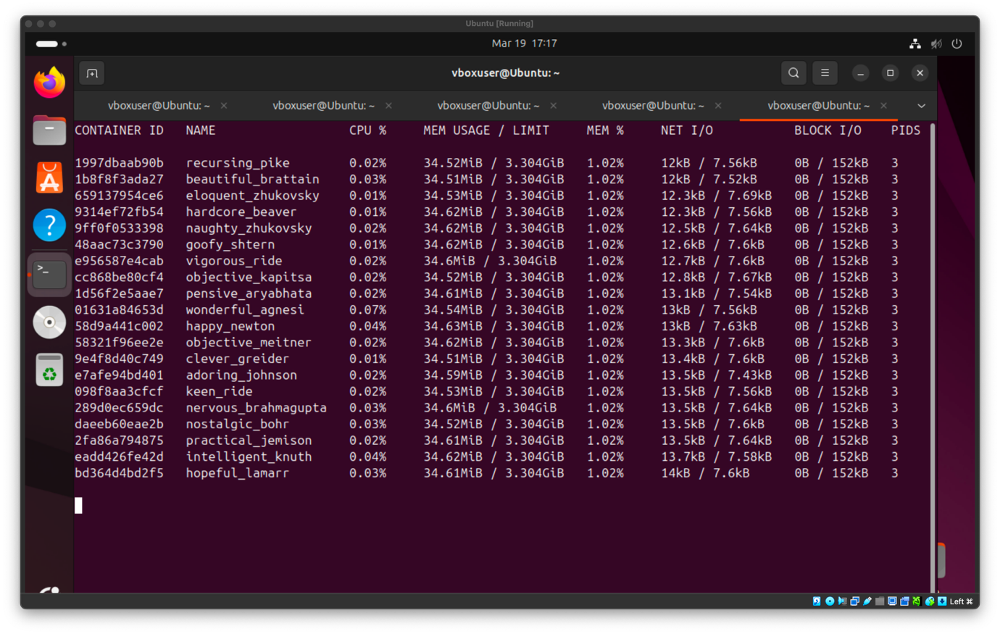 Ubuntu [Running]
Mar 19 17:17
vboxuser@Ubuntu: ~
vboxuser@Ubuntu: ~ vboxuser@Ubuntu: ~ vboxuser@Ubuntu: ~ vboxuser@Ubuntu: ~ vboxuser@Ubuntu: ~
CONTAINER ID NAME CPU % MEM USAGE / LIMIT MEM % NET I/O BLOCK I/O PIDS
1997dbaab90b recursing_pike 0.02% 34.52MiB / 3.304GiB 1.02% 12kB / 7.56kB 0B / 152kB 3
1b8f8f3ada27 beautiful_brattain 0.03% 34.51MiB / 3.304GiB 1.02% 12kB / 7.52kB 0B / 152kB 3
659137954ce6 eloquent_zhukovsky 0.01% 34.53MiB / 3.304GiB 1.02% 12.3kB / 7.69kB 0B / 152kB 3
9314ef72fb54 hardcore_beaver 0.01% 34.62MiB / 3.304GiB 1.02% 12.3kB / 7.56kB 0B / 152kB 3
9ff0f0533398 naughty_zhukovsky 0.02% 34.62MiB / 3.304GiB 1.02% 12.5kB / 7.64kB 0B / 152kB 3
48aac73c3790 goofy_shtern 0.01% 34.62MiB / 3.304GiB 1.02% 12.6kB / 7.6kB 0B / 152kB 3
e956587e4cab vigorous_ride 0.02% 34.6MiB / 3.304GiB 1.02% 12.7kB / 7.6kB 0B / 152kB 3
cc868be80cf4 objective_kapitsa 0.02% 34.52MiB / 3.304GiB 1.02% 12.8kB / 7.67kB 0B / 152kB 3
1d56f2e5aae7 pensive_aryabhata 0.02% 34.61MiB / 3.304GiB 1.02% 13.1kB / 7.54kB 0B / 152kB 3
01631a84653d wonderful_agnesi 0.07% 34.54MiB / 3.304GiB 1.02% 13kB / 7.56kB 0B / 152kB 3
58d9a441c002 happy_newton 0.04% 34.63MiB / 3.304GiB 1.02% 13kB / 7.63kB 0B / 152kB 3
58321f96ee2e objective_meitner 0.02% 34.62MiB / 3.304GiB 1.02% 13.3kB / 7.6kB 0B / 152kB 3
9e4f8d40c749 clever_greider 0.01% 34.51MiB / 3.304GiB 1.02% 13.4kB / 7.6kB 0B / 152kB 3
e7afe94bd401 adoring_johnson 0.02% 34.59MiB / 3.304GiB 1.02% 13.5kB / 7.43kB 0B / 152kB 3
098f8aa3cfcf keen_ride 0.02% 34.53MiB / 3.304GiB 1.02% 13.5kB / 7.56kB 0B / 152kB 3
289d0ec659dc nervous_brahmagupta 0.03% 34.6MiB / 3.304GiB 1.02% 13.5kB / 7.64kB 0B / 152kB 3
daeeb60eae2b nostalgic_bohr 0.03% 34.52MiB / 3.304GiB 1.02% 13.5kB / 7.6kB 0B / 152kB 3
2fa86a794875 practical_jemison 0.02% 34.61MiB / 3.304GiB 1.02% 13.5kB / 7.64kB 0B / 152kB 3
eadd426fe42d intelligent_knuth 0.04% 34.62MiB / 3.304GiB 1.02% 13.7kB / 7.58kB 0B / 152kB 3
bd364d4bd2f5 hopeful_lamarr 0.03% 34.61MiB / 3.304GiB 1.02% 14kB / 7.6kB 0B / 152kB 3
Left ⌘